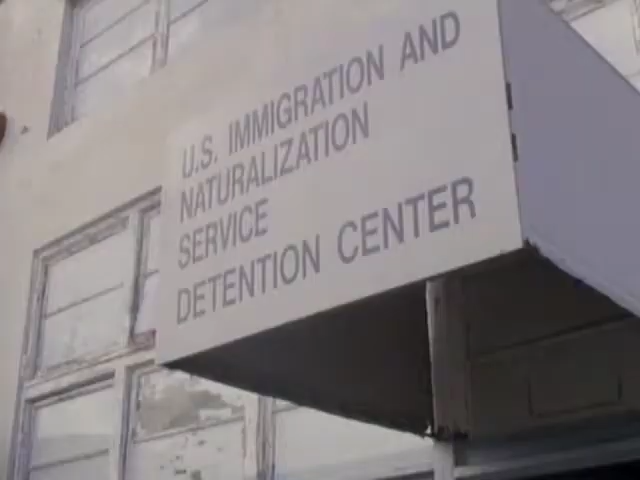 U.S. IMMIGRATION AND
NATURALIZATION
SERVICE
DETENTION CENTER